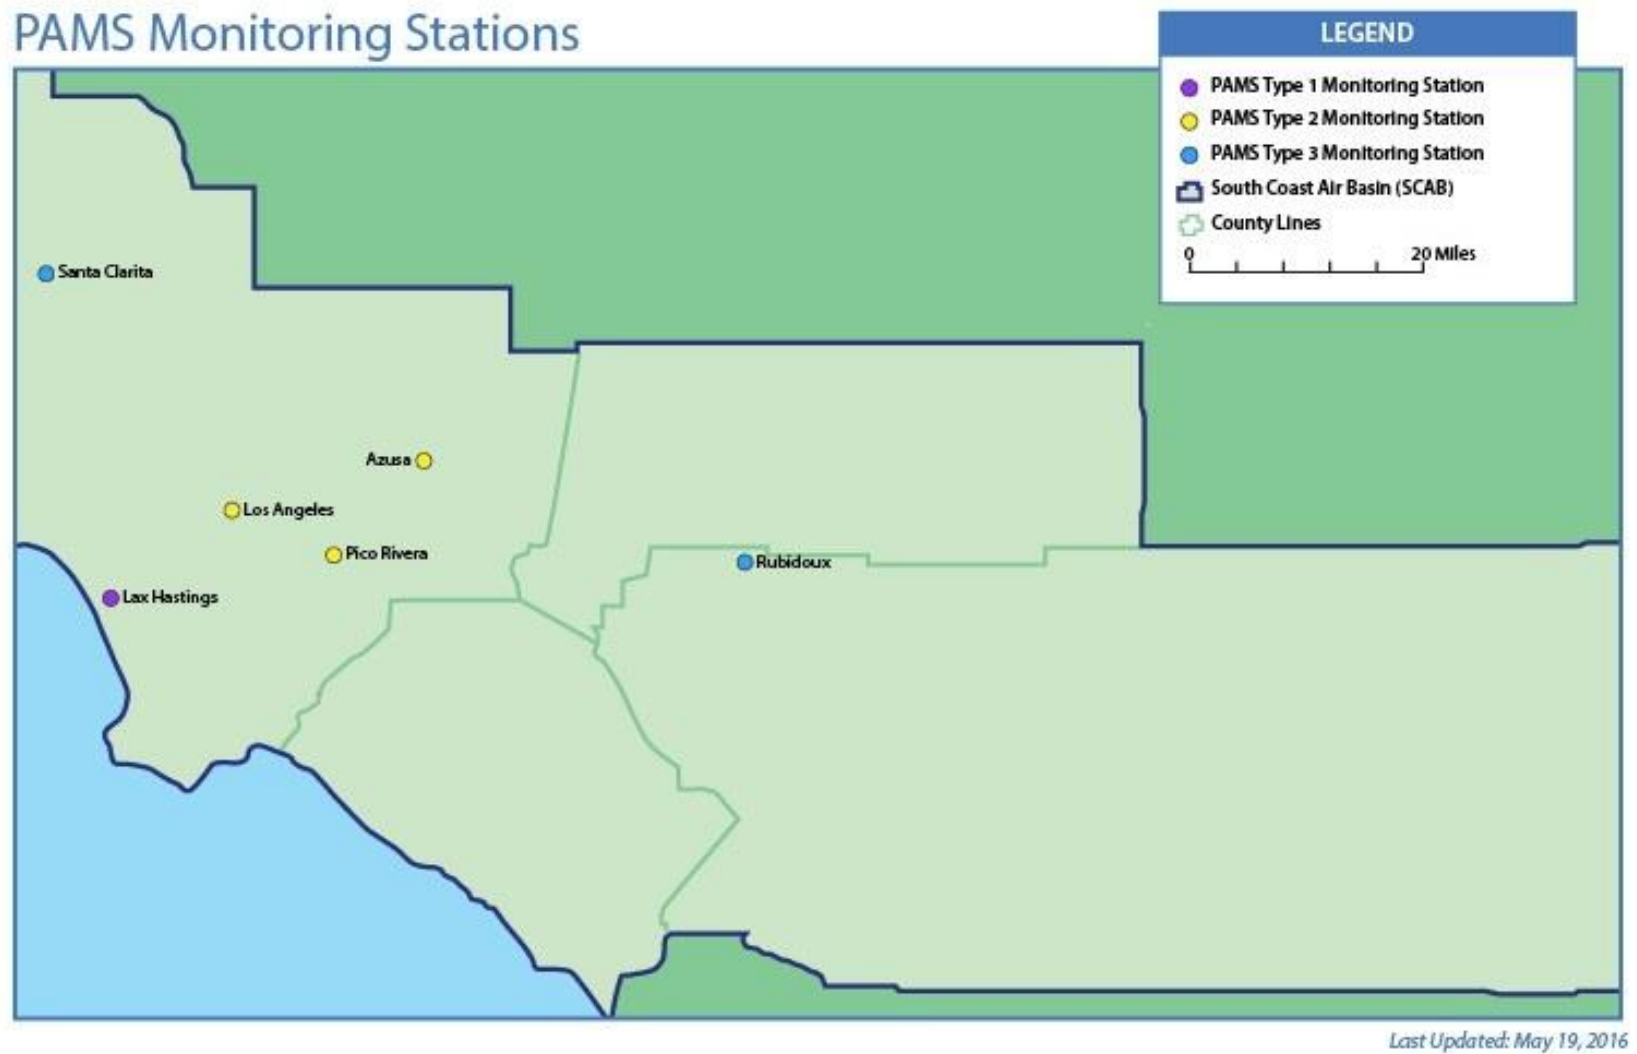 PAMS Monitoring Stations
LEGEND
PAMS Type 1 Monitoring Station
PAMS Type 2 Monitoring Station
PAMS Type 3 Monitoring Station
South Coast Air Basin (SCAB)
County Lines
0 20 Miles
Santa Clarita
Azusa
Los Angeles
Pico Rivera
Rubidoux
Lax Hastings
Last Updated: May 19, 2016